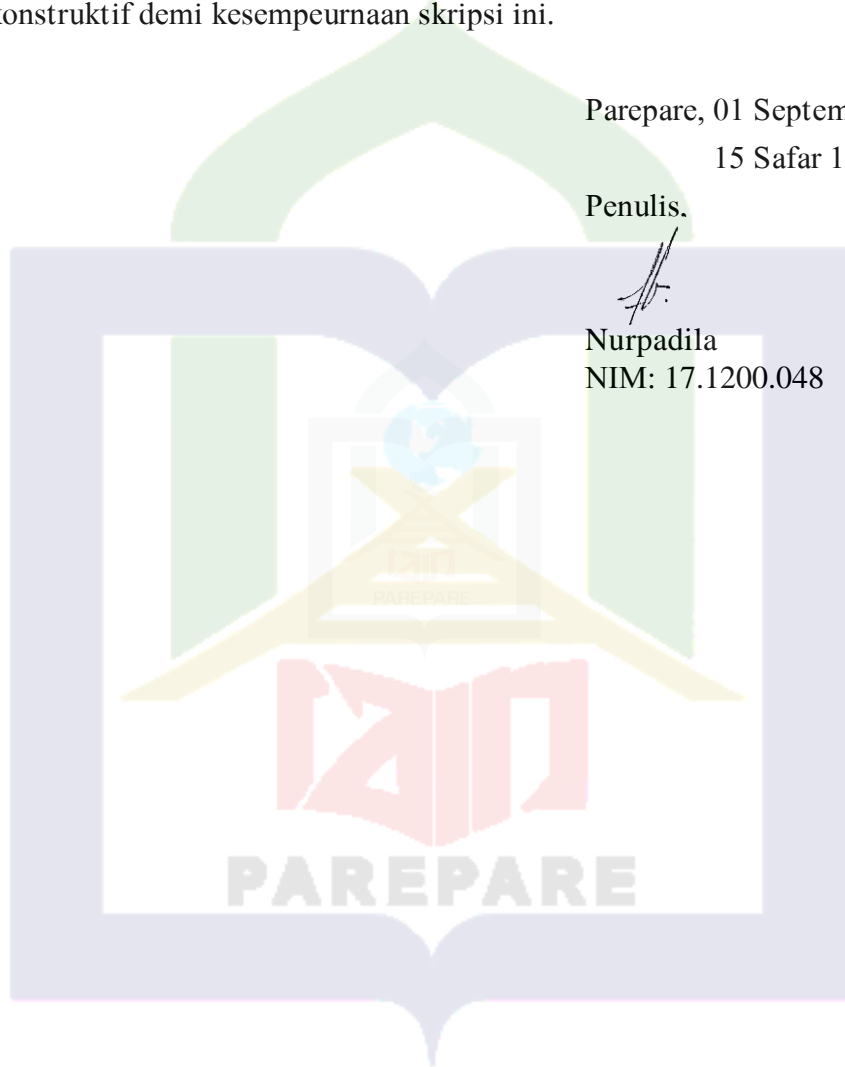 konstruktif demi kesempeurnaan skripsi ini.
Parepare, 01 Septem
15 Safar 1
Penulis,
Nurpadila
NIM: 17.1200.048
PAREPARE
iain
PAREPARE